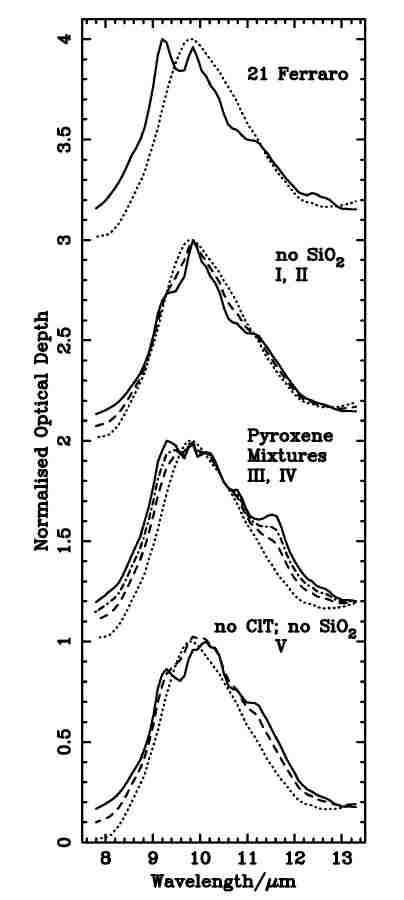 4
21 Ferraro
3.5
3
no SiO2
I, II
2.5
Normalised Optical Depth
2
Pyroxene
Mixtures
III, IV
1.5
1
no ClT; no SiO2
V
0.5
0
8 9 10 11 12 13
Wavelength/μm